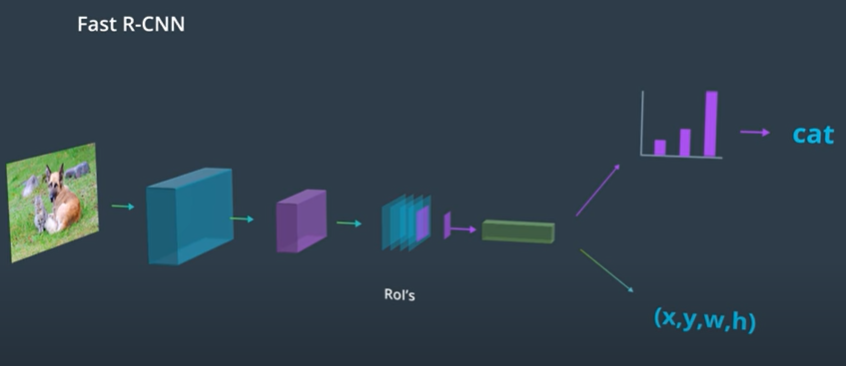 Fast R-CNN
cat
RoI's
(x,y,w,h)